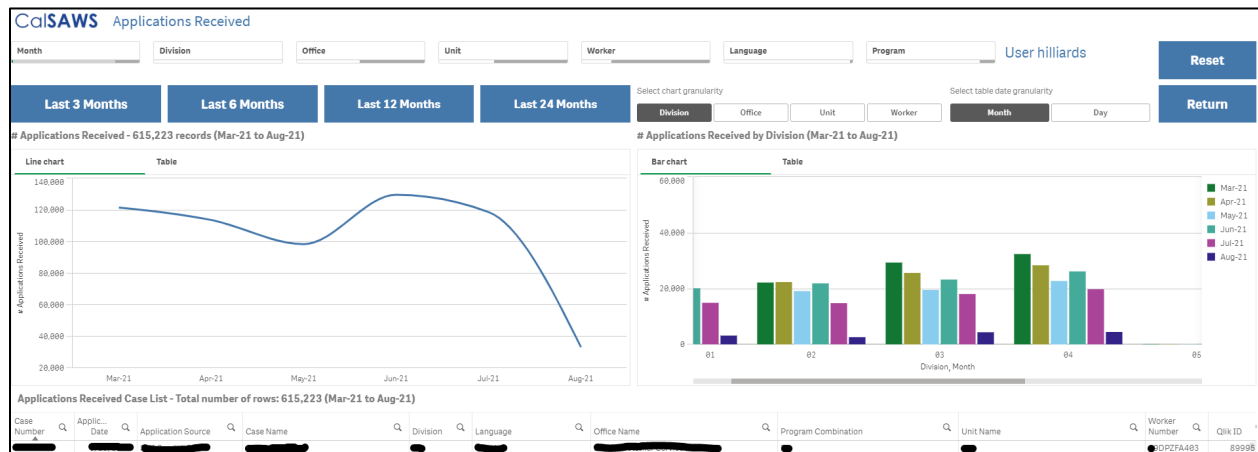 CalSAWS Applications Received
Month Division Office Unit Worker Language Program User hilliards Reset
Last 3 Months Last 6 Months Last 12 Months Last 24 Months Select chart granularity Select table date granularity Return
Division Office Unit Worker Month Day
# Applications Received - 615,223 records (Mar-21 to Aug-21) # Applications Received by Division (Mar-21 to Aug-21)
Line chart Table Bar chart Table
# Applications Received
140,000
120,000
100,000
80,000
60,000
40,000
20,000
Mar-21 Apr-21 May-21 Jun-21 Jul-21 Aug-21
# Applications Received
60,000
40,000
20,000
0
01 02 03 04 05
Division, Month
Mar-21
Apr-21
May-21
Jun-21
Jul-21
Aug-21
Applications Received Case List - Total number of rows: 615,223 (Mar-21 to Aug-21)
Case Number Applic... Date Application Source Case Name Division Language Office Name Program Combination Unit Name Worker Number Qlik ID
9DPZFA403 89995